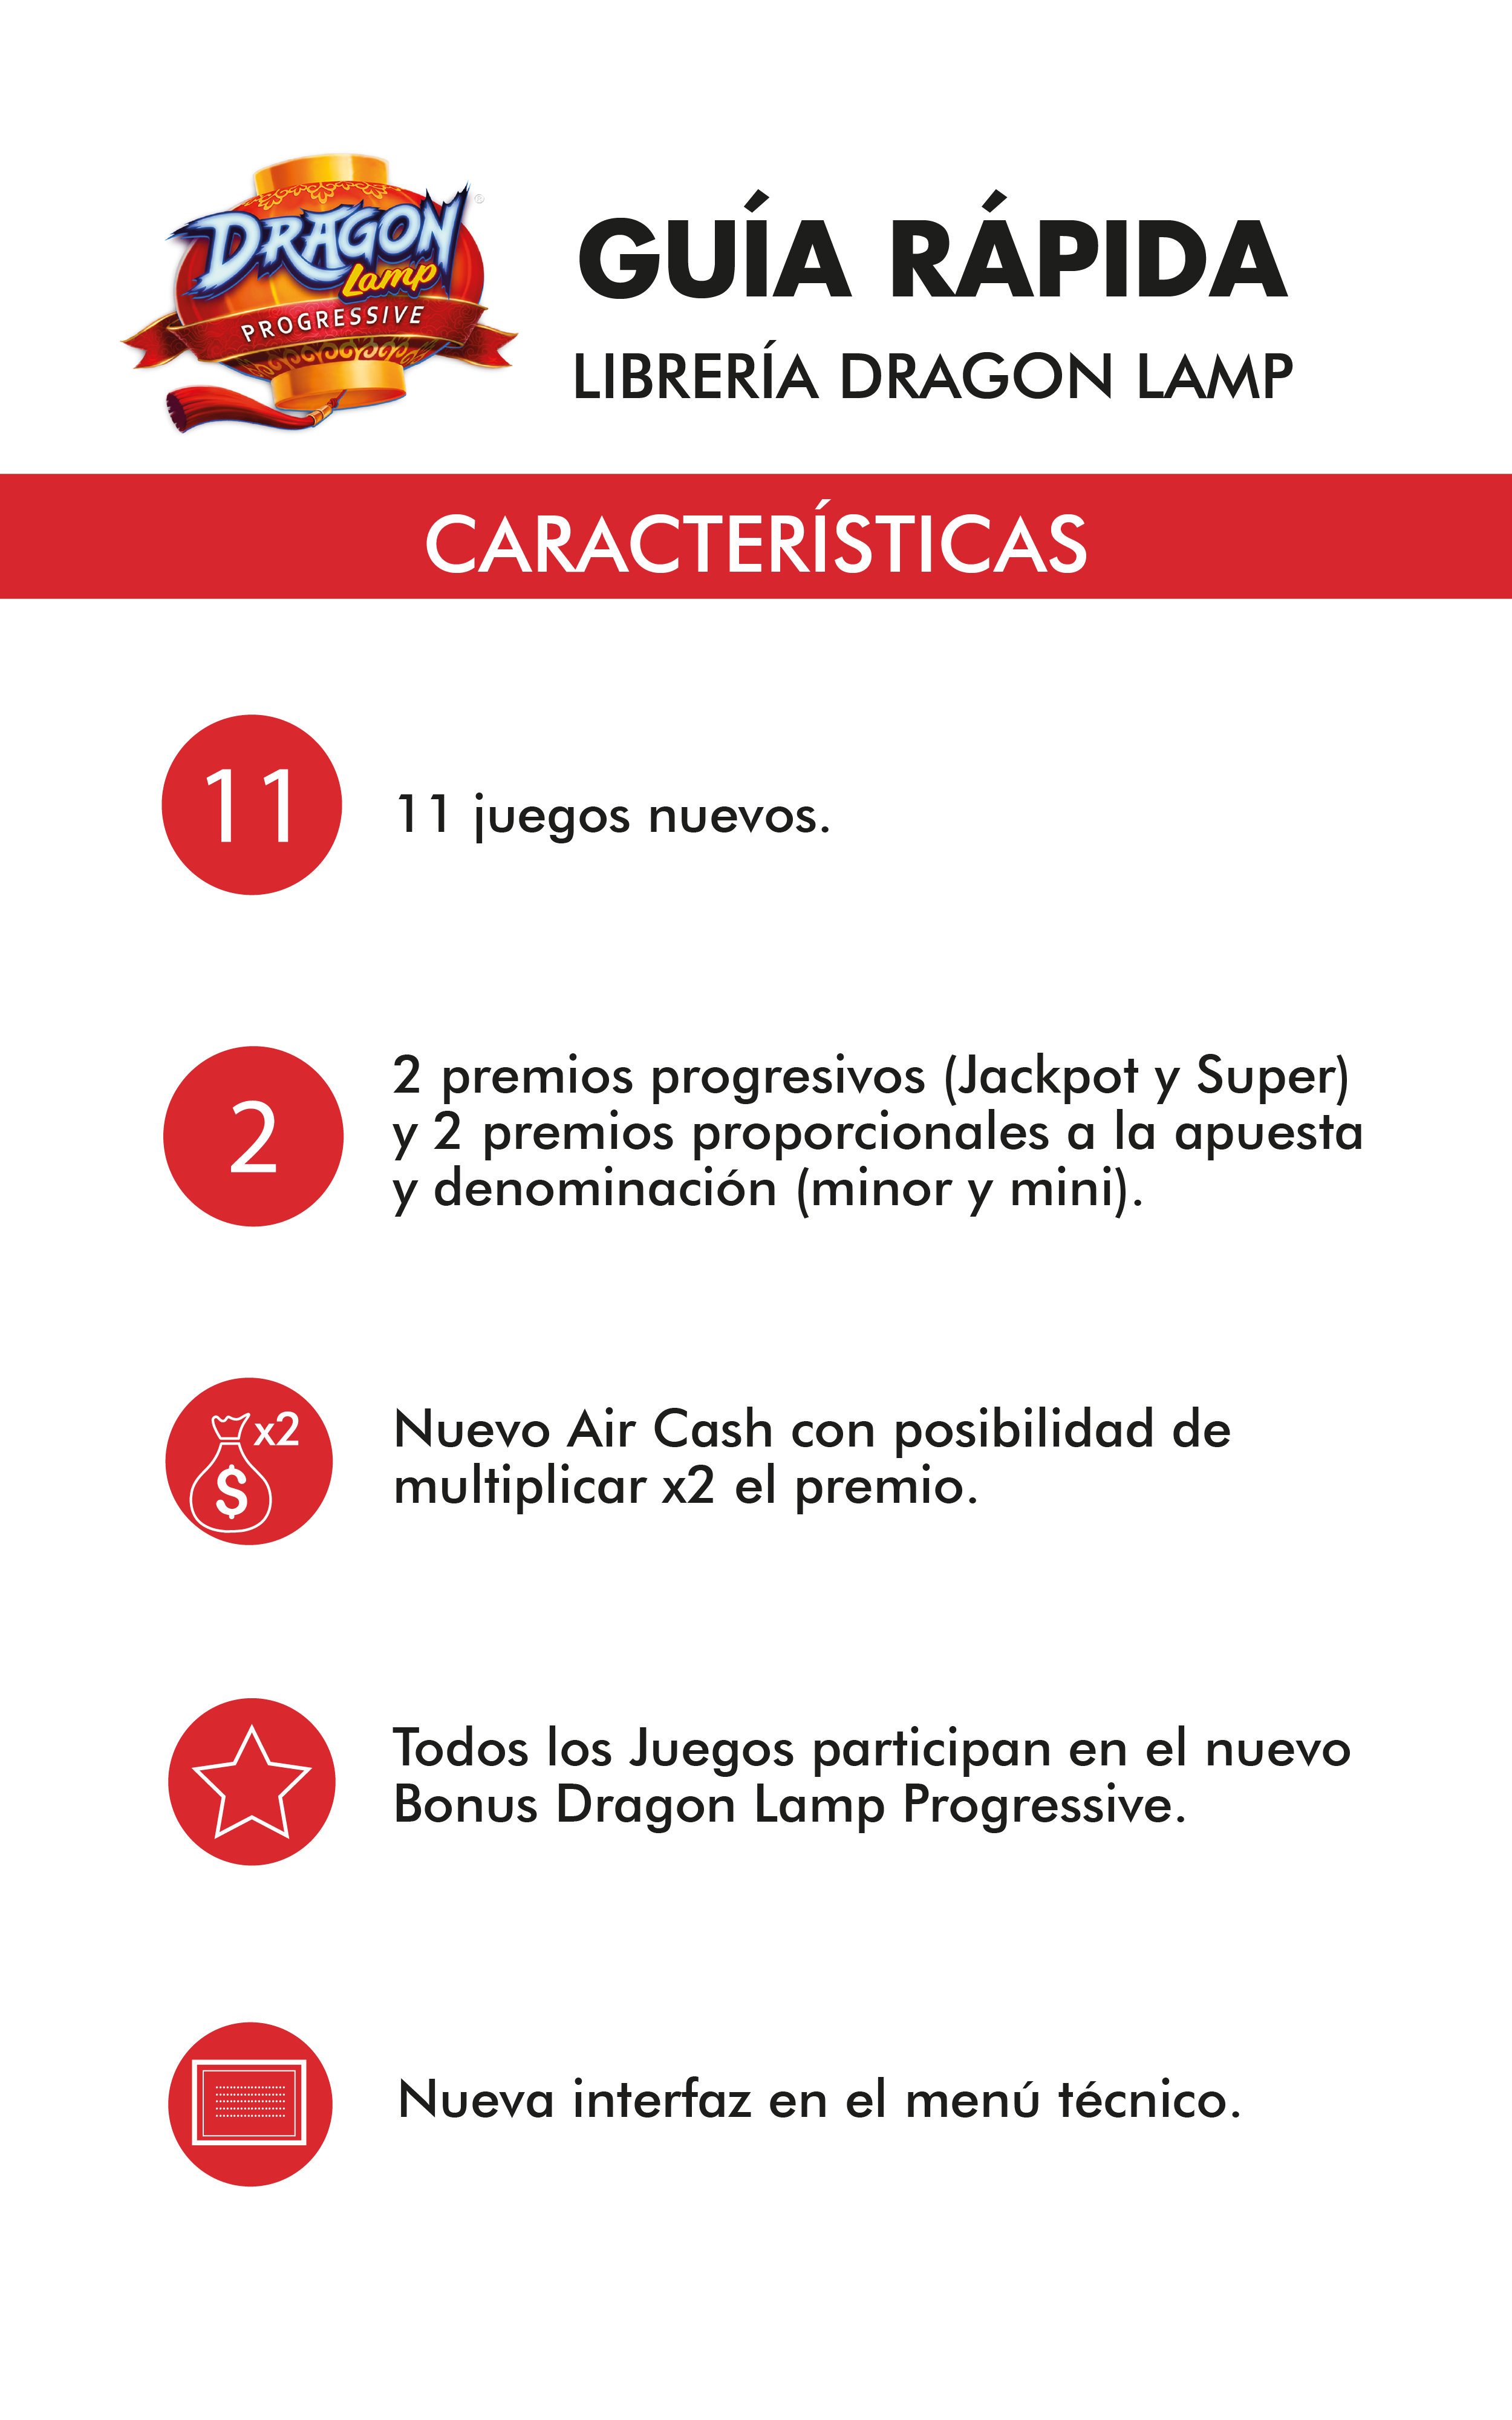 DRAGON
Lamp
PROGRESSIVE
®
GUÍA RÁPIDA
LIBRERÍA DRAGON LAMP
CARACTERÍSTICAS
11
11 juegos nuevos.
2
2 premios progresivos (Jackpot y Super)
y 2 premios proporcionales a la apuesta
y denominación (minor y mini).
x2
$
Nuevo Air Cash con posibilidad de
multiplicar x2 el premio.
Todos los Juegos participan en el nuevo
Bonus Dragon Lamp Progressive.
Nueva interfaz en el menú técnico.